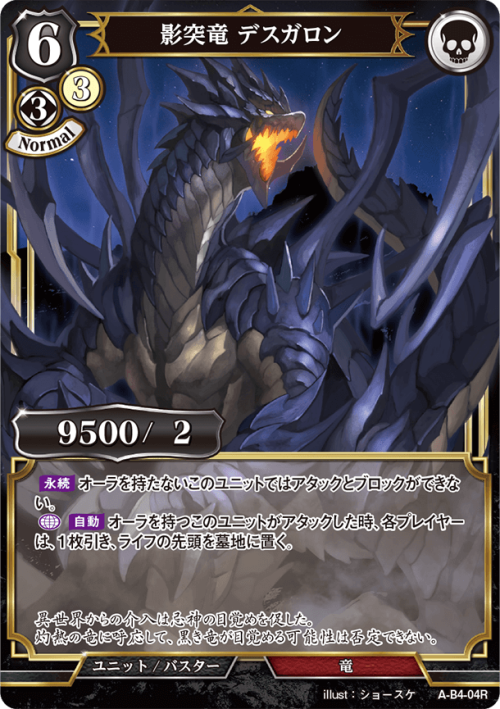 6
影突竜 デスガロン
3
3
Normal
9500/ 2
永続 オーラを持たないこのユニットではアタックとブロックができな
い。
自動 オーラを持つこのユニットがアタックした時、各プレイヤー
は、1枚引き、ライフの先頭を墓地に置く。
異世界からの介入は忌神の目覚めを促した。
灼熱の竜に呼応して、黒き竜が目覚める可能性は否定できない。
ユニット / バスター
竜
illust：ショースケ
A-B4-04R